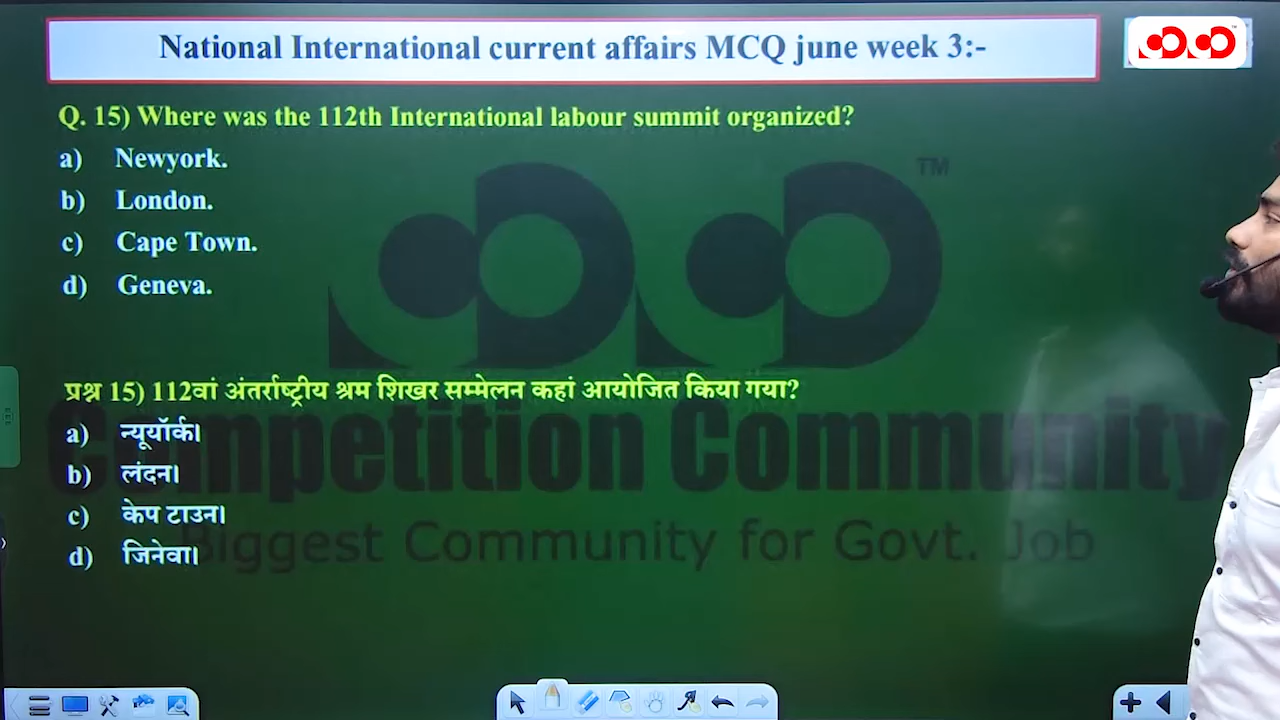 National International current affairs MCQ june week 3:-
Q. 15) Where was the 112th International labour summit organized?
a) Newyork.
b) London.
c) Cape Town.
d) Geneva.
प्रश्न 15) 112वां अंतर्राष्ट्रीय श्रम शिखर सम्मेलन कहां आयोजित किया गया?
a) न्यूयॉर्क।
b) लंदन।
c) केप टाउन।
d) जिनेवा।
Competition Community
Biggest Community for Govt. Job
TM